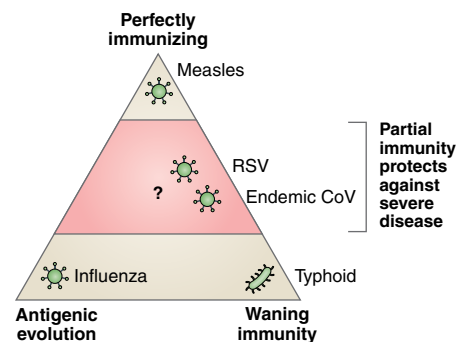 Perfectly
immunizing
Measles
Partial
immunity
protects
against
severe
disease
RSV
?
Endemic CoV
Influenza
Typhoid
Antigenic
evolution
Waning
immunity